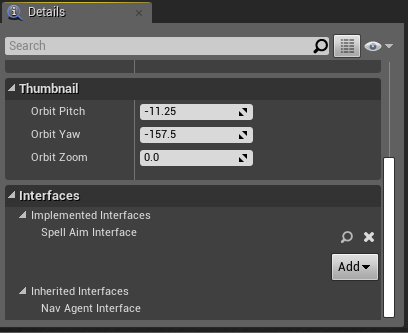 Details
Search
Thumbnail
Orbit Pitch -11.25
Orbit Yaw -157.5
Orbit Zoom 0.0
Interfaces
Implemented Interfaces
Spell Aim Interface
Add
Inherited Interfaces
Nav Agent Interface